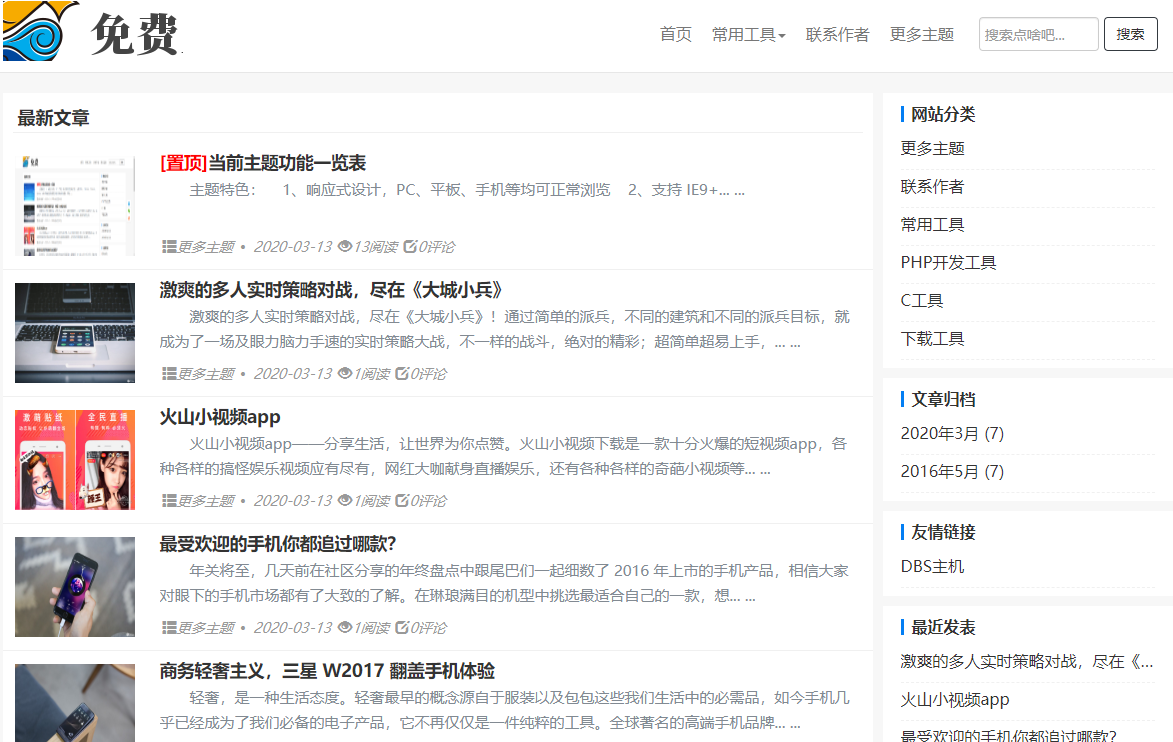 免费
首页 常用工具 联系作者 更多主题 搜索点啥吧... 搜索
最新文章
[置顶]当前主题功能一览表
主题特色： 1、响应式设计，PC、平板、手机等均可正常浏览 2、支持 IE9+... ...
更多主题 • 2020-03-13 13阅读 0评论
激爽的多人实时策略对战，尽在《大城小兵》
激爽的多人实时策略对战，尽在《大城小兵》！通过简单的派兵，不同的建筑和不同的派兵目标，就
成为了一场及眼力脑力手速的实时策略大战，不一样的战斗，绝对的精彩；超简单超易上手，... ...
更多主题 • 2020-03-13 1阅读 0评论
激萌贴纸 全民直播
火山小视频app
火山小视频app——分享生活，让世界为你点赞。火山小视频下载是一款十分火爆的短视频app，各
种各样的搞怪娱乐视频应有尽有，网红大咖献身直播娱乐，还有各种各样的奇葩小视频等... ...
更多主题 • 2020-03-13 1阅读 0评论
最受欢迎的手机你都追过哪款？
年关将至，几天前在社区分享的年终盘点中跟尾巴们一起细数了 2016 年上市的手机产品，相信大家
对眼下的手机市场都有了大致的了解。在琳琅满目的机型中挑选最适合自己的一款，想... ...
更多主题 • 2020-03-13 1阅读 0评论
商务轻奢主义，三星 W2017 翻盖手机体验
轻奢，是一种生活态度。轻奢最早的概念源自于服装以及包包这些我们生活中的必需品，如今手机几
乎已经成为了我们必备的电子产品，它不再仅仅是一件纯粹的工具。全球著名的高端手机品牌... ...
网站分类
更多主题
联系作者
常用工具
PHP开发工具
C工具
下载工具
文章归档
2020年3月 (7)
2016年5月 (7)
友情链接
DBS主机
最近发表
激爽的多人实时策略对战，尽在《...
火山小视频app
最受欢迎的手机你都追过哪款？